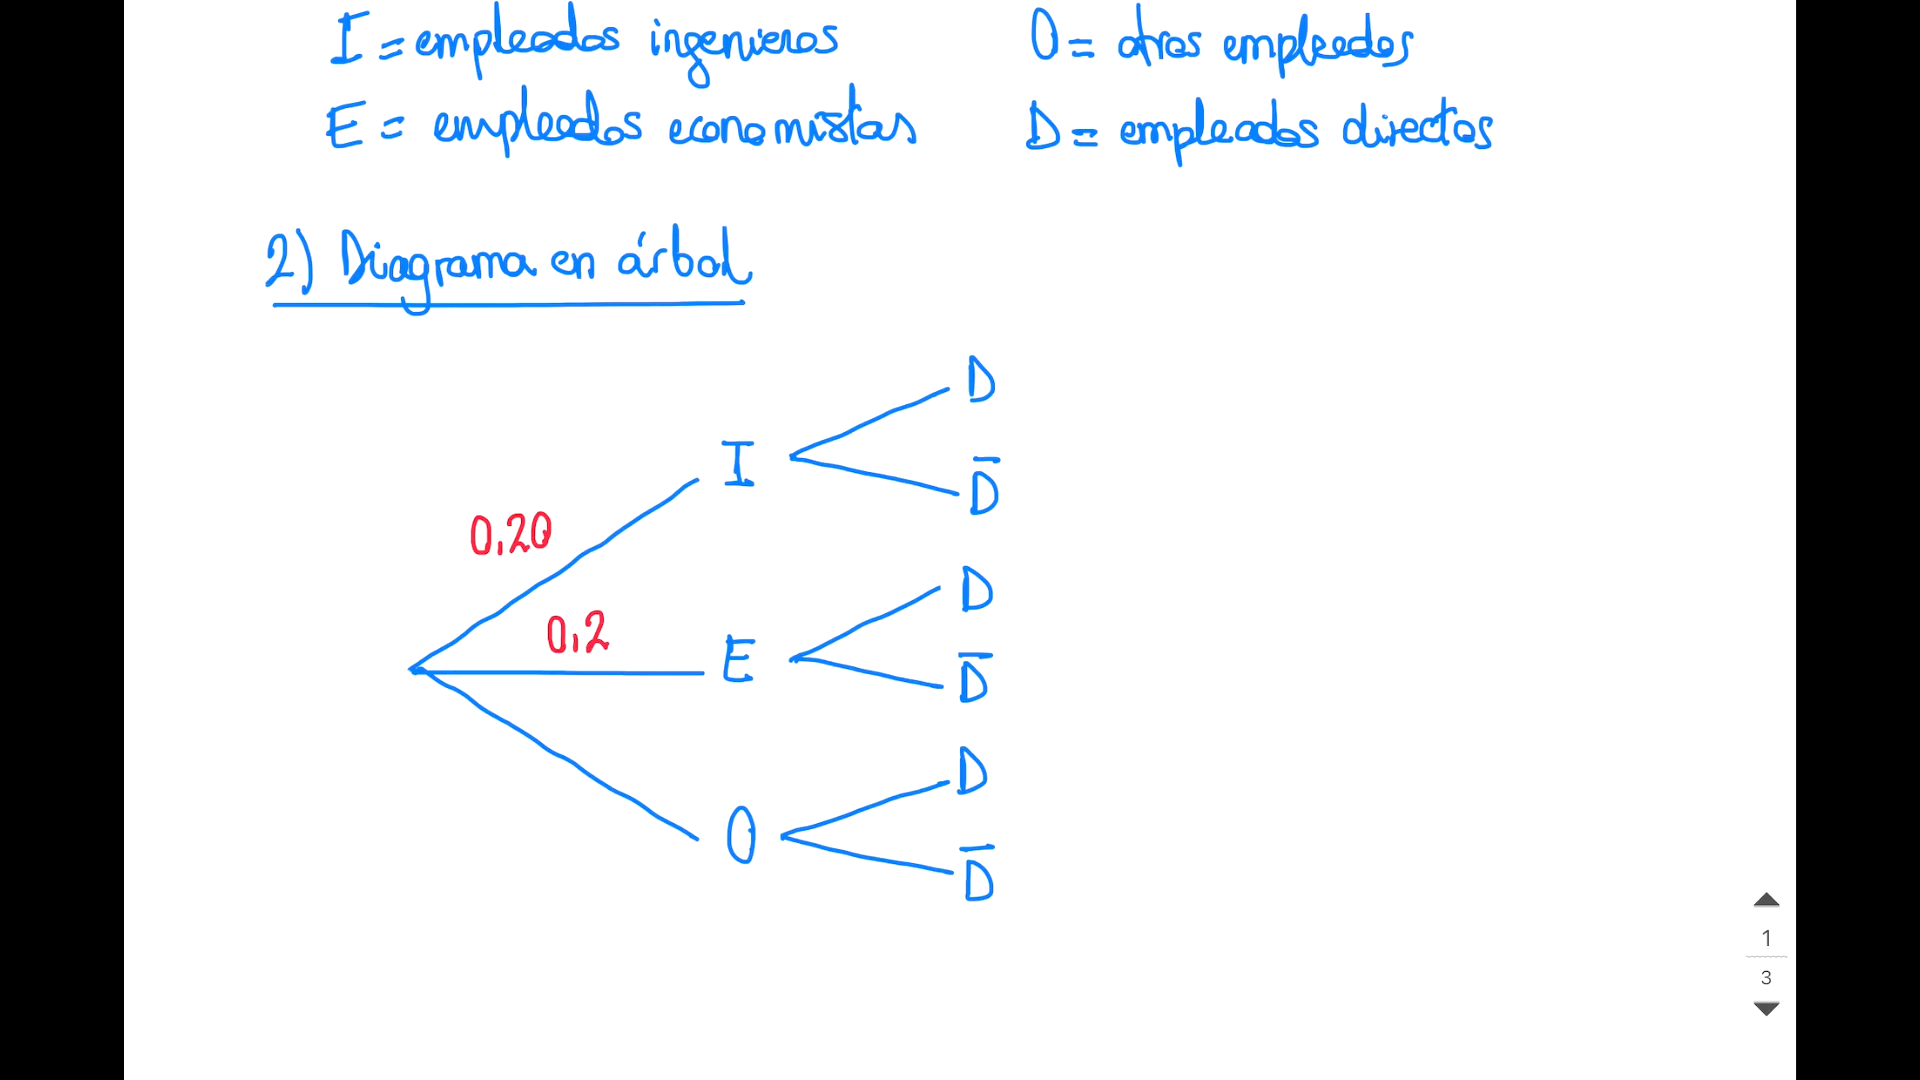 I = empleados ingenieros
O = otros empleados
E = empleados economistas
D = empleados directos
2) Diagrama en árbol
D
I
D̅
0,20
D
0,2
E
D̅
D
O
D̅
1
3